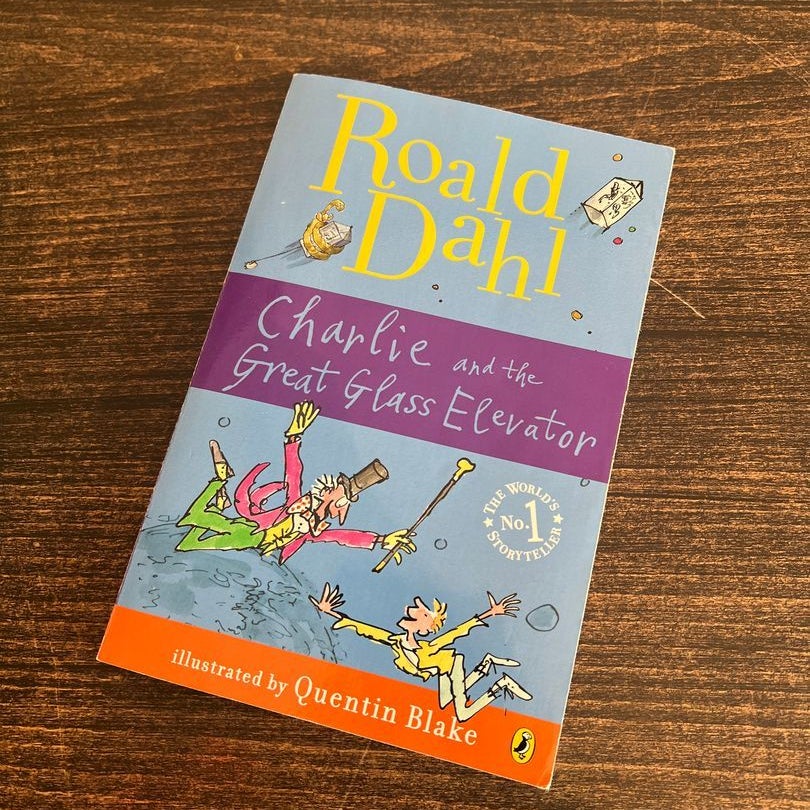 Roald
Dahl
Charlie and the
Great Glass Elevator
THE WORLD'S
No.1
STORYTELLER
illustrated by Quentin Blake